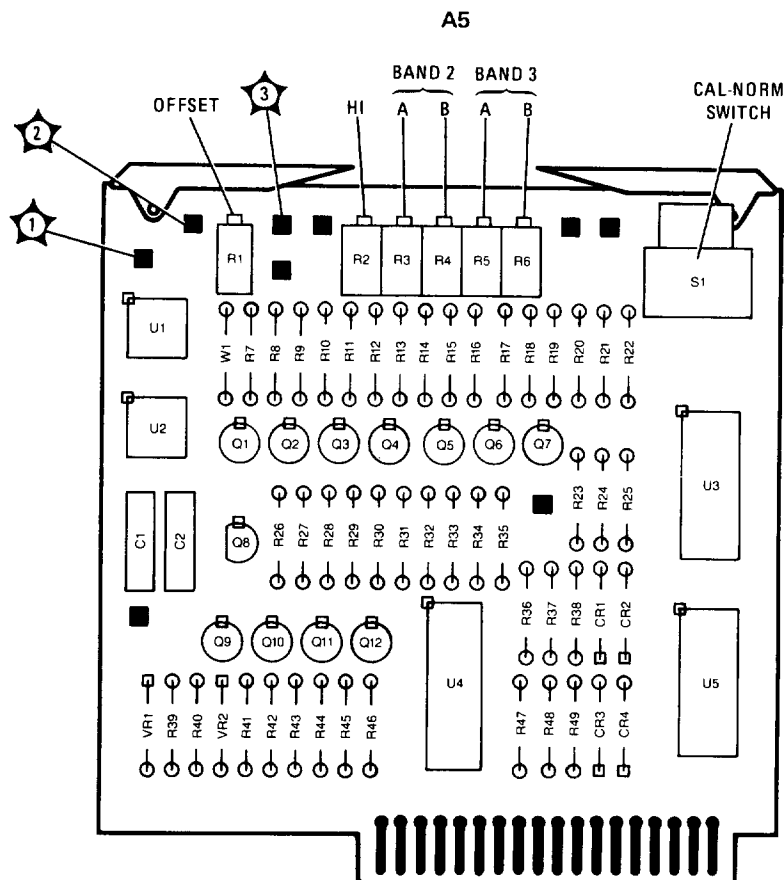 A5
BAND 2 BAND 3
3
OFFSET HI A B A B CAL-NORM
SWITCH
2
1
R1 R2 R3 R4 R5 R6 S1
U1
W1 R7 R8 R9 R10 R11 R12 R13 R14 R15 R16 R17 R18 R19 R20 R21 R22
U2 Q1 Q2 Q3 Q4 Q5 Q6 Q7
U3
R23 R24 R25
C1 C2 Q8 R26 R27 R28 R29 R30 R31 R32 R33 R34 R35
R36 R37 R38 CR1 CR2
Q9 Q10 Q11 Q12 U4 U5
VR1 R39 R40 VR2 R41 R42 R43 R44 R45 R46 R47 R48 R49 CR3 CR4